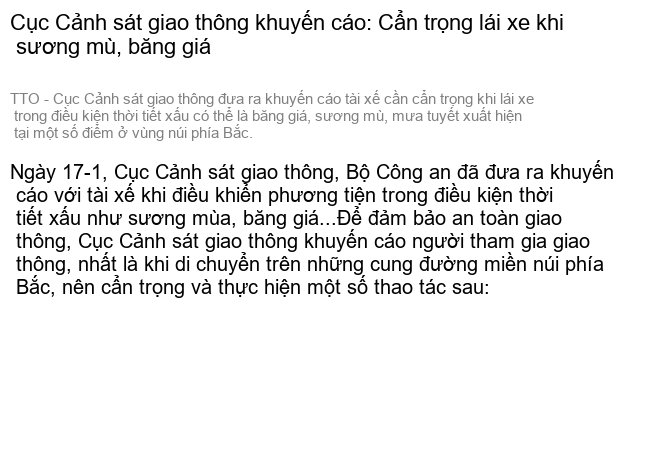 Cục Cảnh sát giao thông khuyến cáo: Cẩn trọng lái xe khi
sương mù, băng giá
TTO - Cục Cảnh sát giao thông đưa ra khuyến cáo tài xế cần cẩn trọng khi lái xe
trong điều kiện thời tiết xấu có thể là băng giá, sương mù, mưa tuyết xuất hiện
tại một số điểm ở vùng núi phía Bắc.
Ngày 17-1, Cục Cảnh sát giao thông, Bộ Công an đã đưa ra khuyến
cáo với tài xế khi điều khiển phương tiện trong điều kiện thời
tiết xấu như sương mùa, băng giá...Để đảm bảo an toàn giao
thông, Cục Cảnh sát giao thông khuyến cáo người tham gia giao
thông, nhất là khi di chuyển trên những cung đường miền núi phía
Bắc, nên cẩn trọng và thực hiện một số thao tác sau: